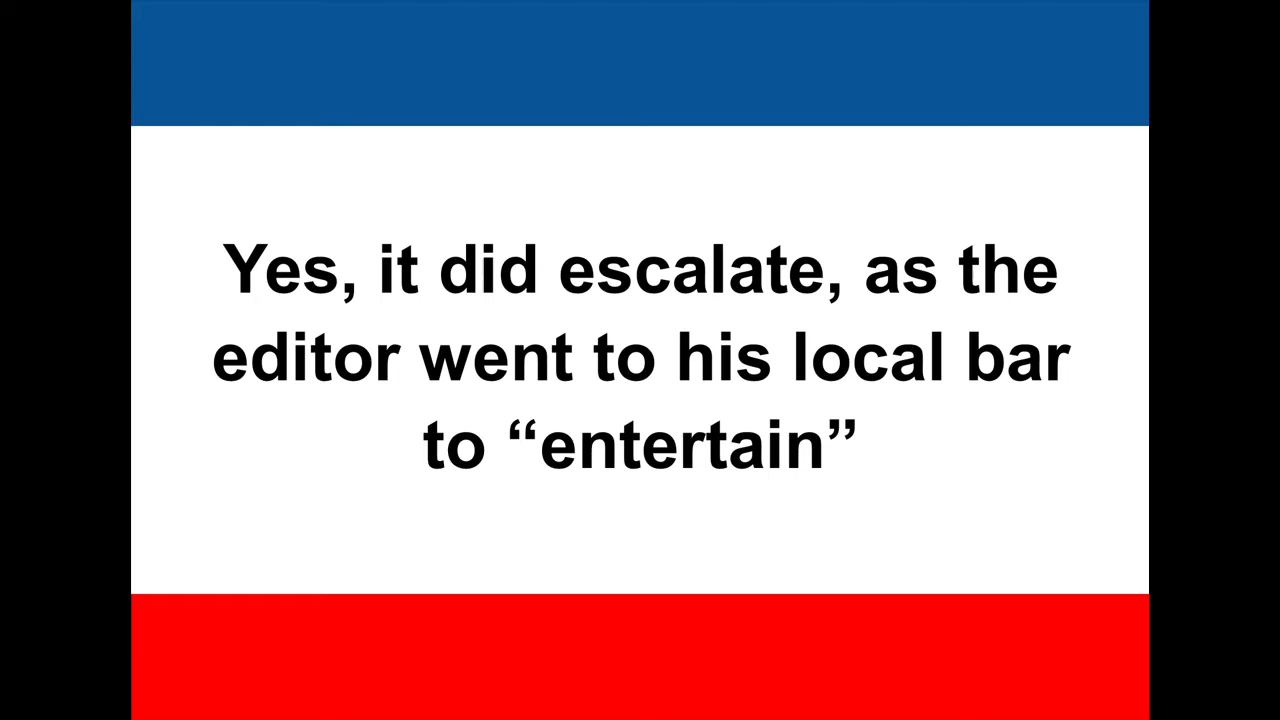 Yes, it did escalate, as the
editor went to his local bar
to “entertain”